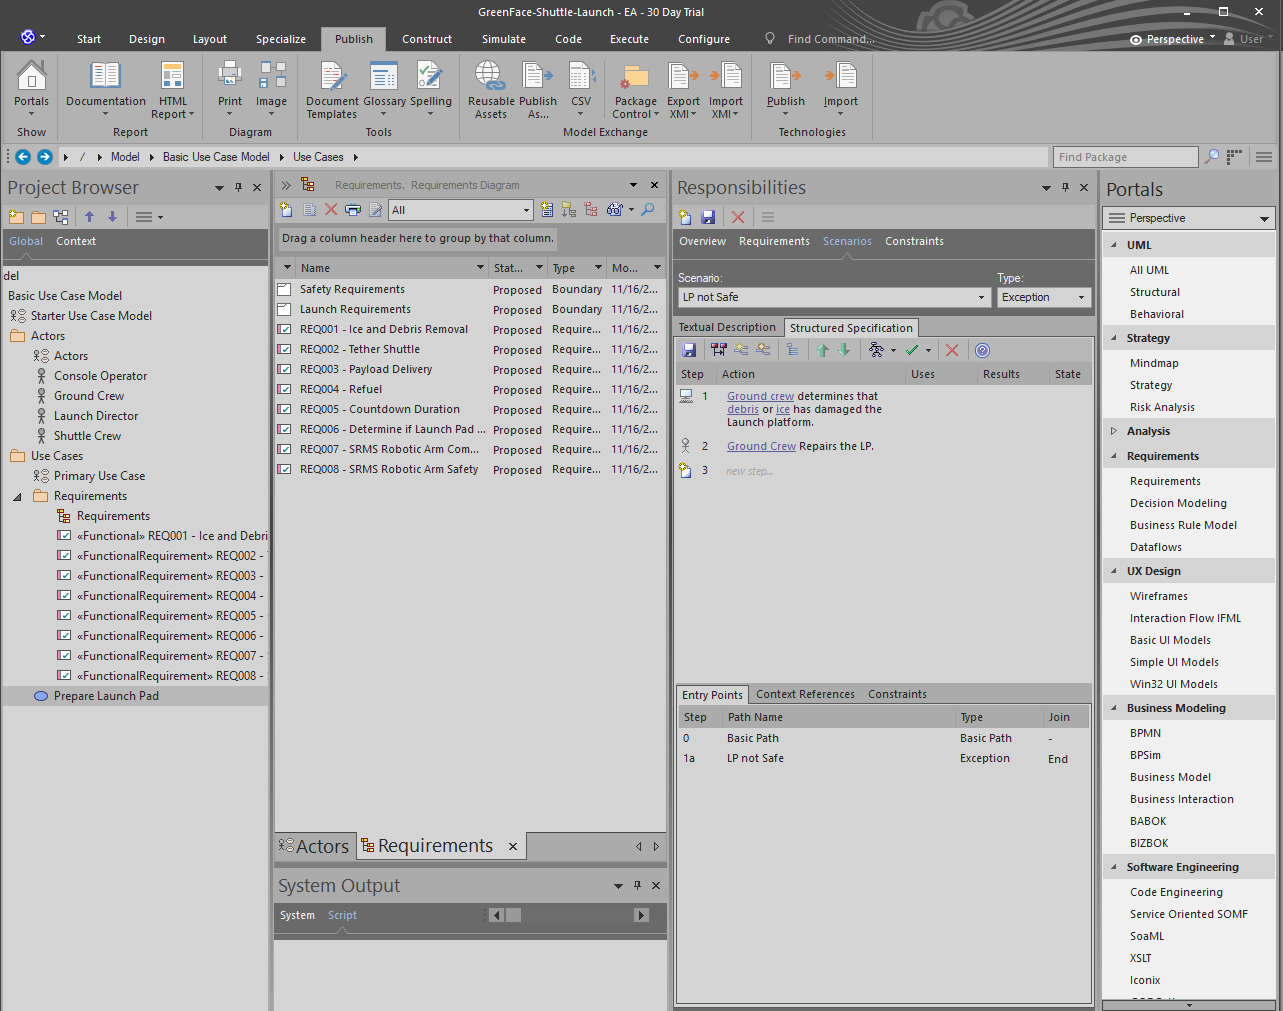 GreenFace-Shuttle-Launch - EA - 30 Day Trial
Start
Design
Layout
Specialize
Publish
Construct
Simulate
Code
Execute
Configure
Find Command...
Perspective
User
Portals
Show
Documentation
HTML
Report
Report
Print
Image
Diagram
Document
Templates
Glossary
Spelling
Tools
Reusable
Assets
Publish
As...
CSV
Package
Control
Export
XMI
Import
XMI
Model Exchange
Publish
Import
Technologies
/
Model
Basic Use Case Model
Use Cases
Find Package
Project Browser
Global
Context
del
Basic Use Case Model
Starter Use Case Model
Actors
Actors
Console Operator
Ground Crew
Launch Director
Shuttle Crew
Use Cases
Primary Use Case
Requirements
Requirements
«Functional» REQ001 - Ice and Debri
«FunctionalRequirement» REQ002 -
«FunctionalRequirement» REQ003 -
«FunctionalRequirement» REQ004 -
«FunctionalRequirement» REQ005 -
«FunctionalRequirement» REQ006 -
«FunctionalRequirement» REQ007 -
«FunctionalRequirement» REQ008 -
Prepare Launch Pad
Requirements. Requirements Diagram
All
Drag a column header here to group by that column.
Name Stat... Type Mo...
Safety Requirements Proposed Boundary 11/16/2...
Launch Requirements Proposed Boundary 11/16/2...
REQ001 - Ice and Debris Removal Proposed Require... 11/16/2...
REQ002 - Tether Shuttle Proposed Require... 11/16/2...
REQ003 - Payload Delivery Proposed Require... 11/16/2...
REQ004 - Refuel Proposed Require... 11/16/2...
REQ005 - Countdown Duration Proposed Require... 11/16/2...
REQ006 - Determine if Launch Pad ... Proposed Require... 11/16/2...
REQ007 - SRMS Robotic Arm Com... Proposed Require... 11/16/2...
REQ008 - SRMS Robotic Arm Safety Proposed Require... 11/16/2...
Actors
Requirements
System Output
System
Script
Responsibilities
Overview
Requirements
Scenarios
Constraints
Scenario:
Type:
LP not Safe
Exception
Textual Description
Structured Specification
Step Action Uses Results State
1 Ground crew determines that
debris or ice has damaged the
Launch platform.
2 Ground Crew Repairs the LP.
3 new step...
Entry Points
Context References
Constraints
Step Path Name Type Join
0 Basic Path Basic Path -
1a LP not Safe Exception End
Portals
Perspective
UML
All UML
Structural
Behavioral
Strategy
Mindmap
Strategy
Risk Analysis
Analysis
Requirements
Requirements
Decision Modeling
Business Rule Model
Dataflows
UX Design
Wireframes
Interaction Flow IFML
Basic UI Models
Simple UI Models
Win32 UI Models
Business Modeling
BPMN
BPSim
Business Model
Business Interaction
BABOK
BIZBOK
Software Engineering
Code Engineering
Service Oriented SOMF
SoaML
XSLT
Iconix